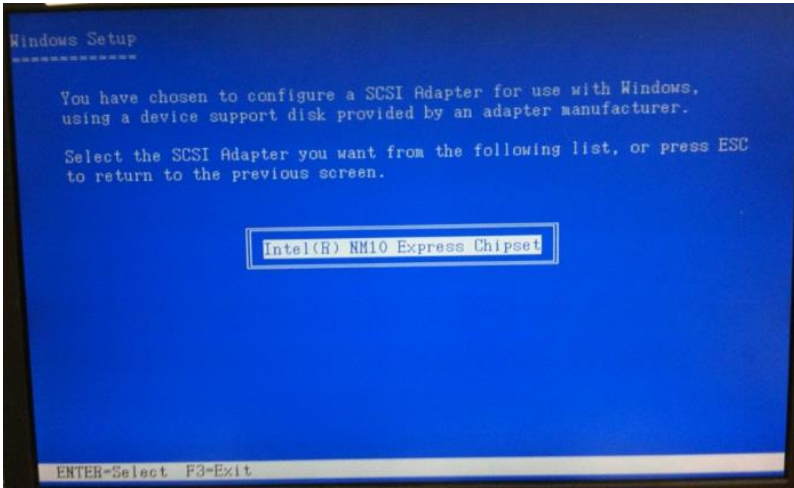 Windows Setup
You have chosen to configure a SCSI Adapter for use with Windows,
using a device support disk provided by an adapter manufacturer.
Select the SCSI Adapter you want from the following list, or press ESC
to return to the previous screen.
Intel(R) NM10 Express Chipset
ENTER=Select F3=Exit